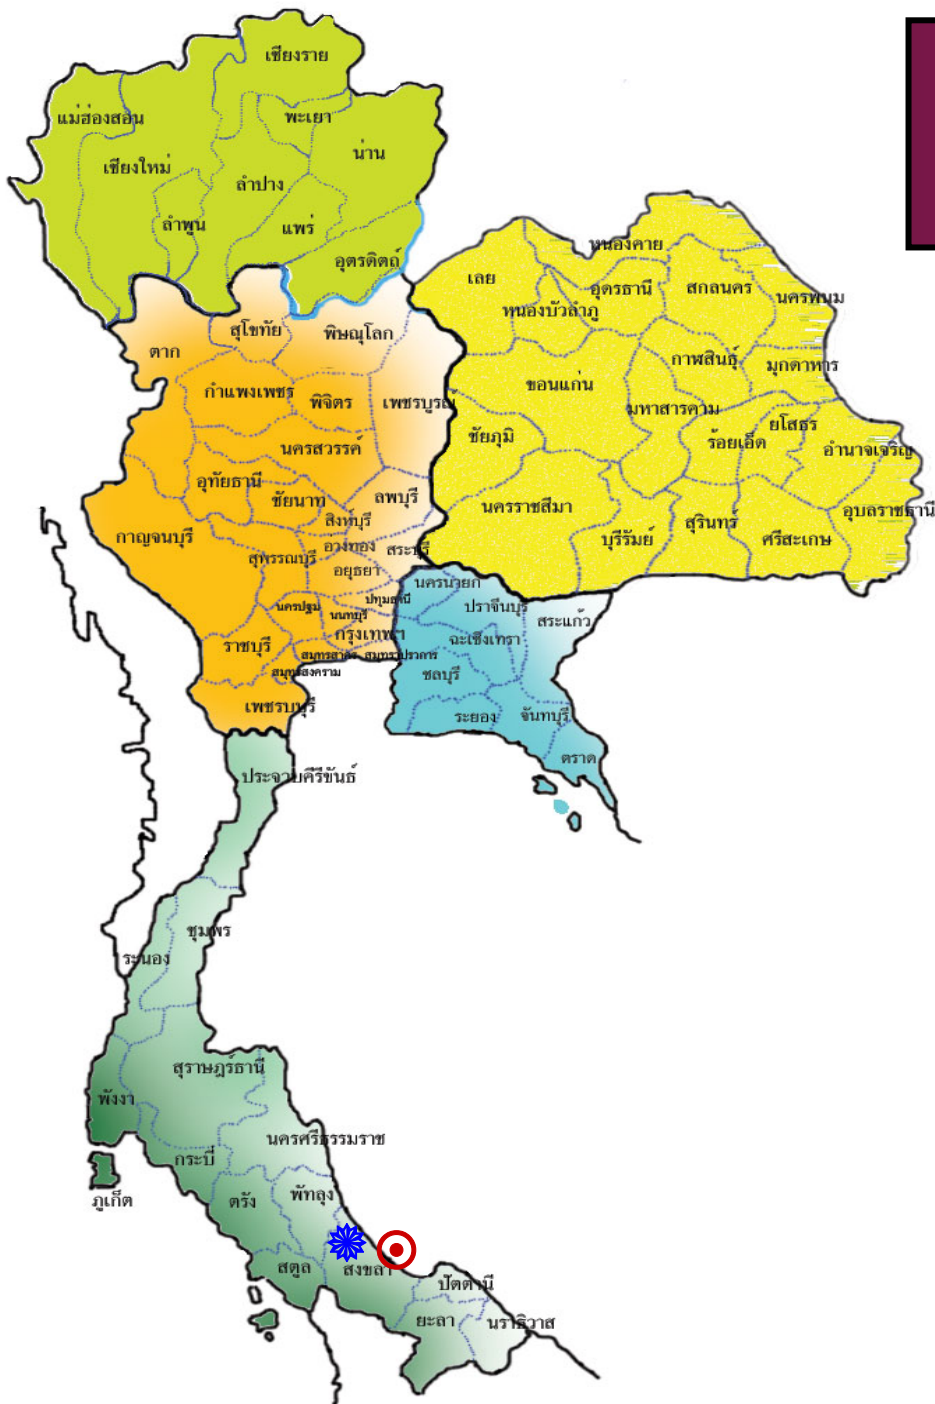 เชียงราย
แม่ฮ่องสอน
พะเยา
น่าน
เชียงใหม่
ลำปาง
ลำพูน
แพร่
อุตรดิตถ์
หนองคาย
เลย
อุดรธานี
สกลนคร
นครพนม
หนองบัวลำภู
สุโขทัย
พิษณุโลก
ตาก
กาฬสินธุ์
มุกดาหาร
กำแพงเพชร
พิจิตร
เพชรบูรณ
ขอนแก่น
มหาสารคาม
ยโสธร
ชัยภูมิ
ร้อยเอ็ด
อำนาจเจริญ
นครสวรรค์
อุทัยธานี
ชัยนาท
ลพบุรี
นครราชสีมา
อุบลราชธานี
สิงห์บุรี
สุรินทร์
กาญจนบุรี
บุรีรัมย์
ศรีสะเกษ
อ่างทอง
สระบุรี
สุพรรณบุรี
อยุธยา
นครนายก
ปทุมธานี
นครปฐม
นนทบุรี
ปราจีนบุรี
สระแก้ว
กรุงเทพฯ
ฉะเชิงเทรา
ราชบุรี
สมุทรสาคร
สมุทรปราการ
สมุทรสงคราม
ชลบุรี
เพชรบบุรี
ระยอง
จันทบุรี
ตราด
ประจวบคีรีขันธ์
ชุมพร
ระนอง
สุราษฎร์ธานี
พังงา
นครศรีธรรมราช
กระบี่
ภูเก็ต
ตรัง
พัทลุง
สตูล
สงขลา
ปัตตานี
ยะลา
นราธิวาส